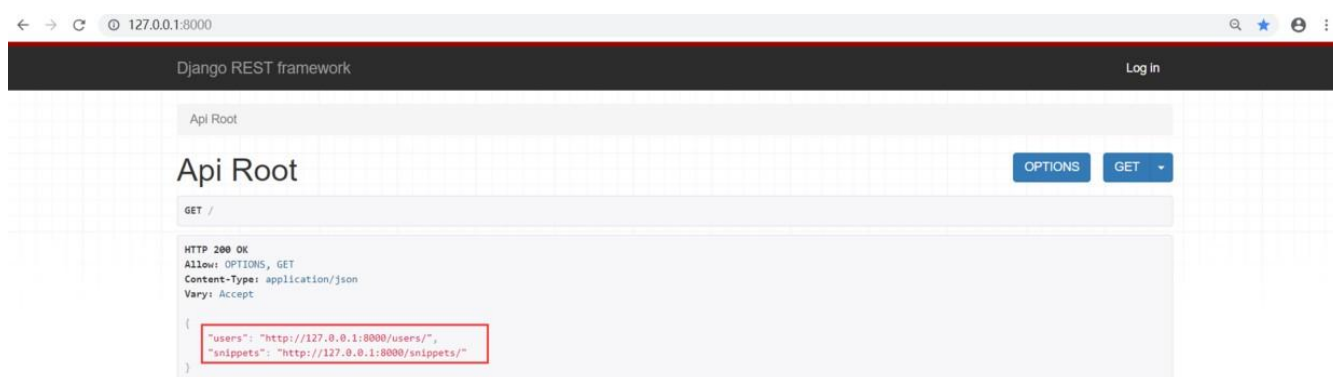 127.0.0.1:8000
Django REST framework Log in
Api Root
Api Root OPTIONS GET
GET /
HTTP 200 OK
Allow: OPTIONS, GET
Content-Type: application/json
Vary: Accept
{
"users": "http://127.0.0.1:8000/users/",
"snippets": "http://127.0.0.1:8000/snippets/"
}